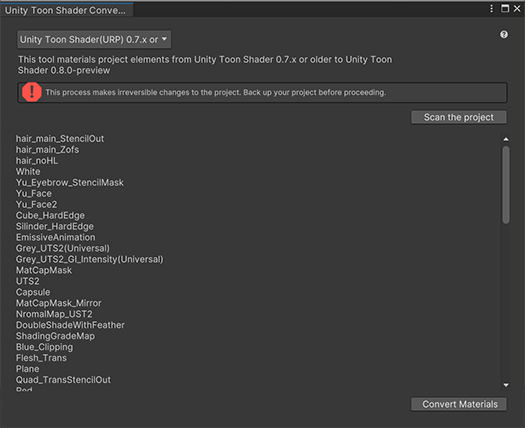 Unity Toon Shader Conve...
Unity Toon Shader(URP) 0.7.x or
This tool materials project elements from Unity Toon Shader 0.7.x or older to Unity Toon
Shader 0.8.0-preview
This process makes irreversible changes to the project. Back up your project before proceeding.
Scan the project
hair_main_StencilOut
hair_main_Zofs
hair_noHL
White
Yu_Eyebrow_StencilMask
Yu_Face
Yu_Face2
Cube_HardEdge
Silinder_HardEdge
EmissiveAnimation
Grey_UTS2(Universal)
Grey_UTS2_GI_Intensity(Universal)
MatCapMask
UTS2
Capsule
MatCapMask_Mirror
NromalMap_UST2
DoubleShadeWithFeather
ShadingGradeMap
Blue_Clipping
Flesh_Trans
Plane
Quad_TransStencilOut
Red
Convert Materials